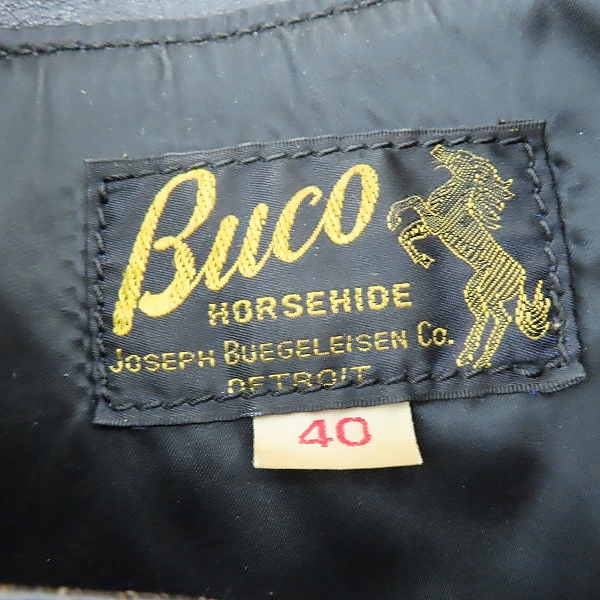 Buco
HORSEHIDE
JOSEPH BUEGELEISEN CO.
DETROIT
40